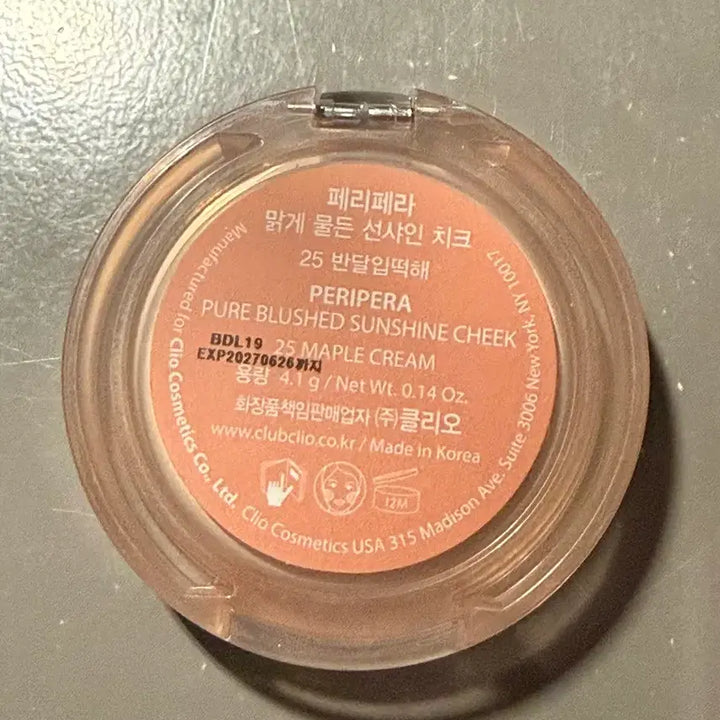 페리페라
맑게 물든 선샤인 치크
25 반달입떡해
PERIPERA
PURE BLUSHED SUNSHINE CHEEK
25 MAPLE CREAM
BDL19
EXP20270626까지
용량 4.1 g / Net Wt. 0.14 Oz.
화장품책임판매업자 (주)클리오
www.clubclio.co.kr / Made in Korea
12M
Manufactured for Clio Cosmetics Co., Ltd. Clio Cosmetics USA 315 Madison Ave. Suite 3006 New York, NY 10017